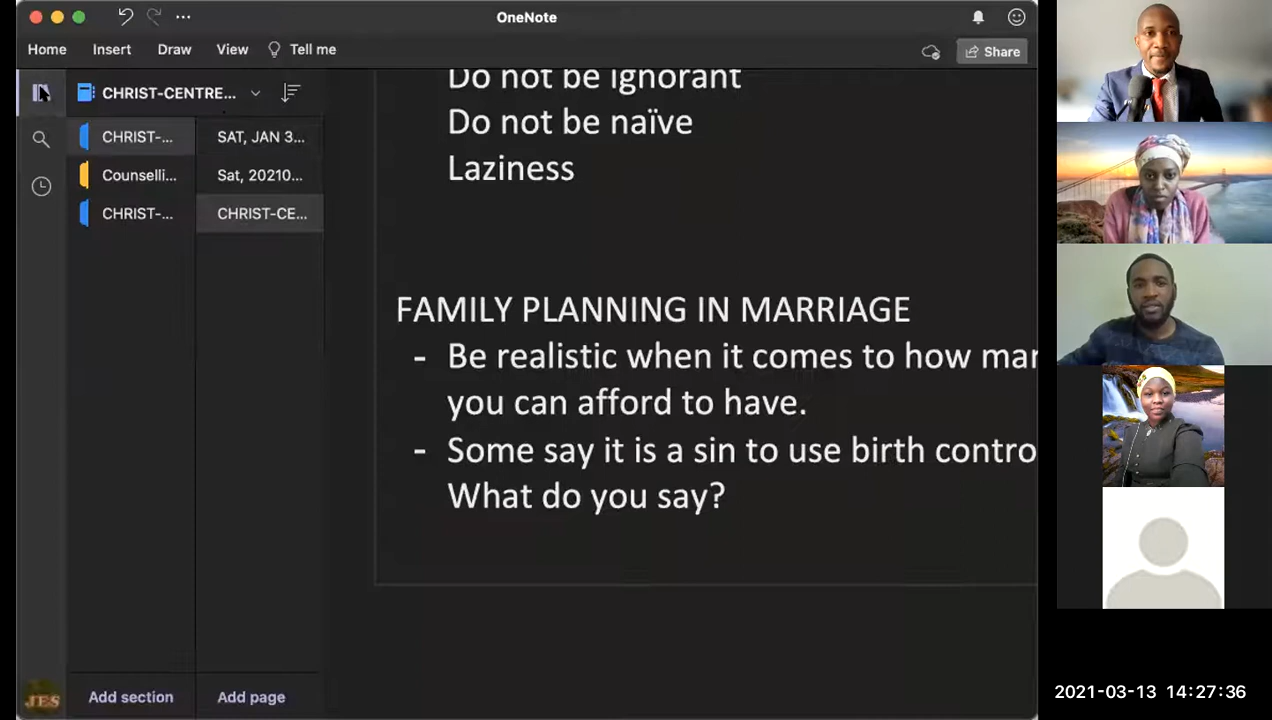 OneNote
Home Insert Draw View Tell me Share
CHRIST-CENTRE...
CHRIST-... SAT, JAN 3...
Counselli... Sat, 20210...
CHRIST-... CHRIST-CE...
Do not be ignorant
Do not be naïve
Laziness
FAMILY PLANNING IN MARRIAGE
- Be realistic when it comes to how mar
you can afford to have.
- Some say it is a sin to use birth contro
What do you say?
JES Add section Add page
2021-03-13 14:27:36